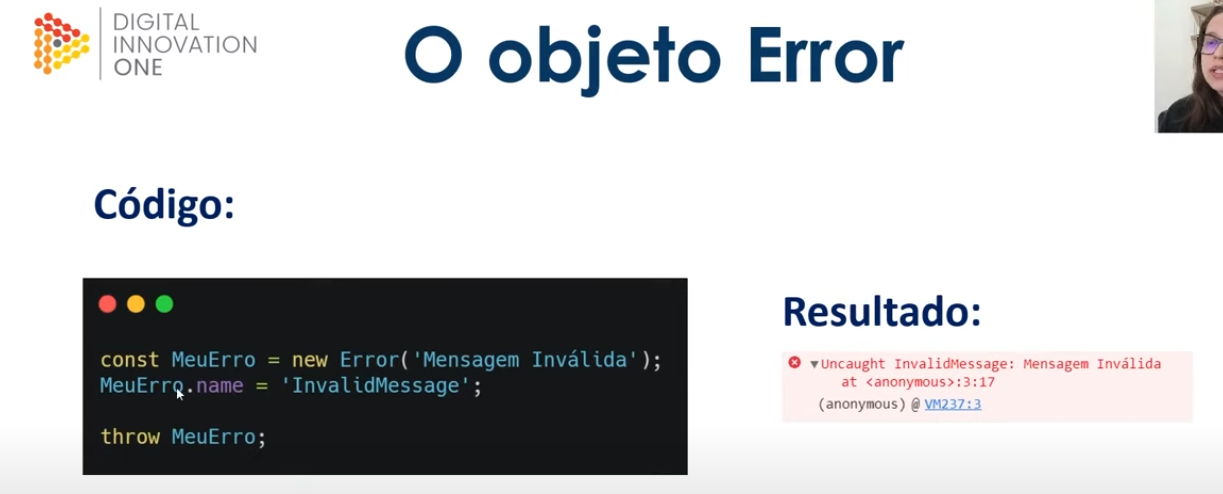 DIGITAL
INNOVATION
ONE
O objeto Error
Código:
const MeuErro = new Error('Mensagem Inválida');
MeuErro.name = 'InvalidMessage';
throw MeuErro;
Resultado:
Uncaught InvalidMessage: Mensagem Inválida
at <anonymous>:3:17
(anonymous) @ VM237:3